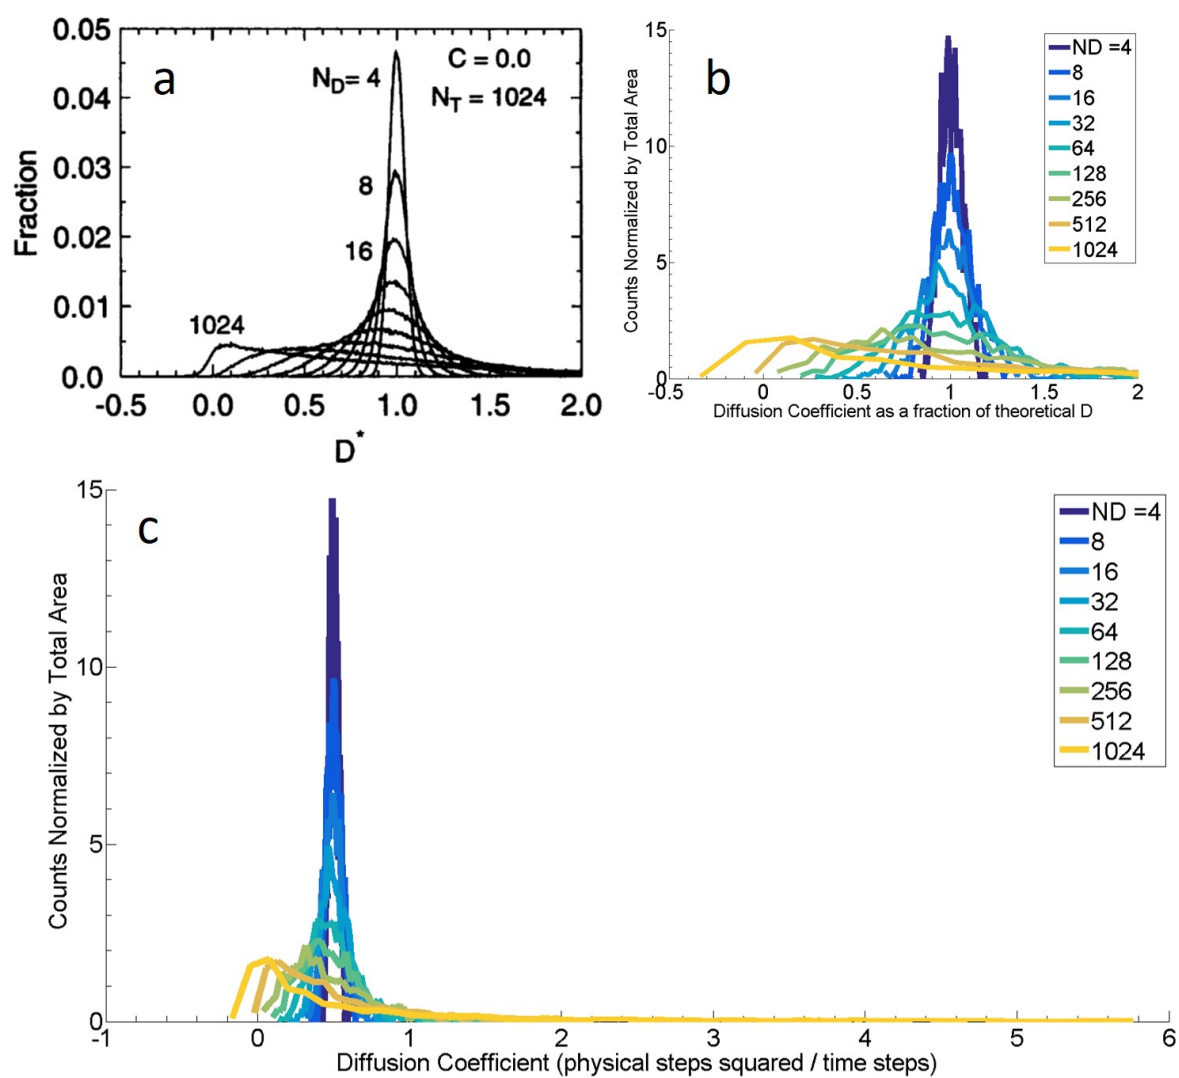 a
0.05
0.04
0.03
0.02
0.01
0.0
Fraction
N_D= 4
C = 0.0
N_T = 1024
8
16
1024
-0.5 0.0 0.5 1.0 1.5 2.0
D*
b
15
10
5
0
Counts Normalized by Total Area
ND =4
8
16
32
64
128
256
512
1024
-0.5 0 0.5 1 1.5 2
Diffusion Coefficient as a fraction of theoretical D
c
15
10
5
0
Counts Normalized by Total Area
ND =4
8
16
32
64
128
256
512
1024
-1 0 1 2 3 4 5 6
Diffusion Coefficient (physical steps squared / time steps)